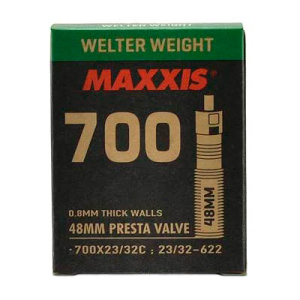 WELTER WEIGHT
MAXXIS®
700
48MM
0.8MM THICK WALLS
48MM PRESTA VALVE
·700X23/32C ; 23/32-622